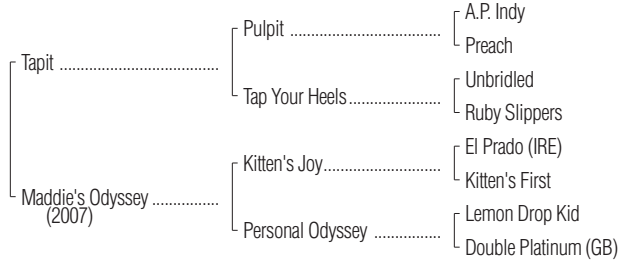 A.P. Indy
Pulpit ..............................
Preach
Tapit ....................................
Unbridled
Tap Your Heels.....................
Ruby Slippers
El Prado (IRE)
Kitten's Joy..........................
Kitten's First
Maddie's Odyssey ...............
(2007)
Lemon Drop Kid
Personal Odyssey ...............
Double Platinum (GB)